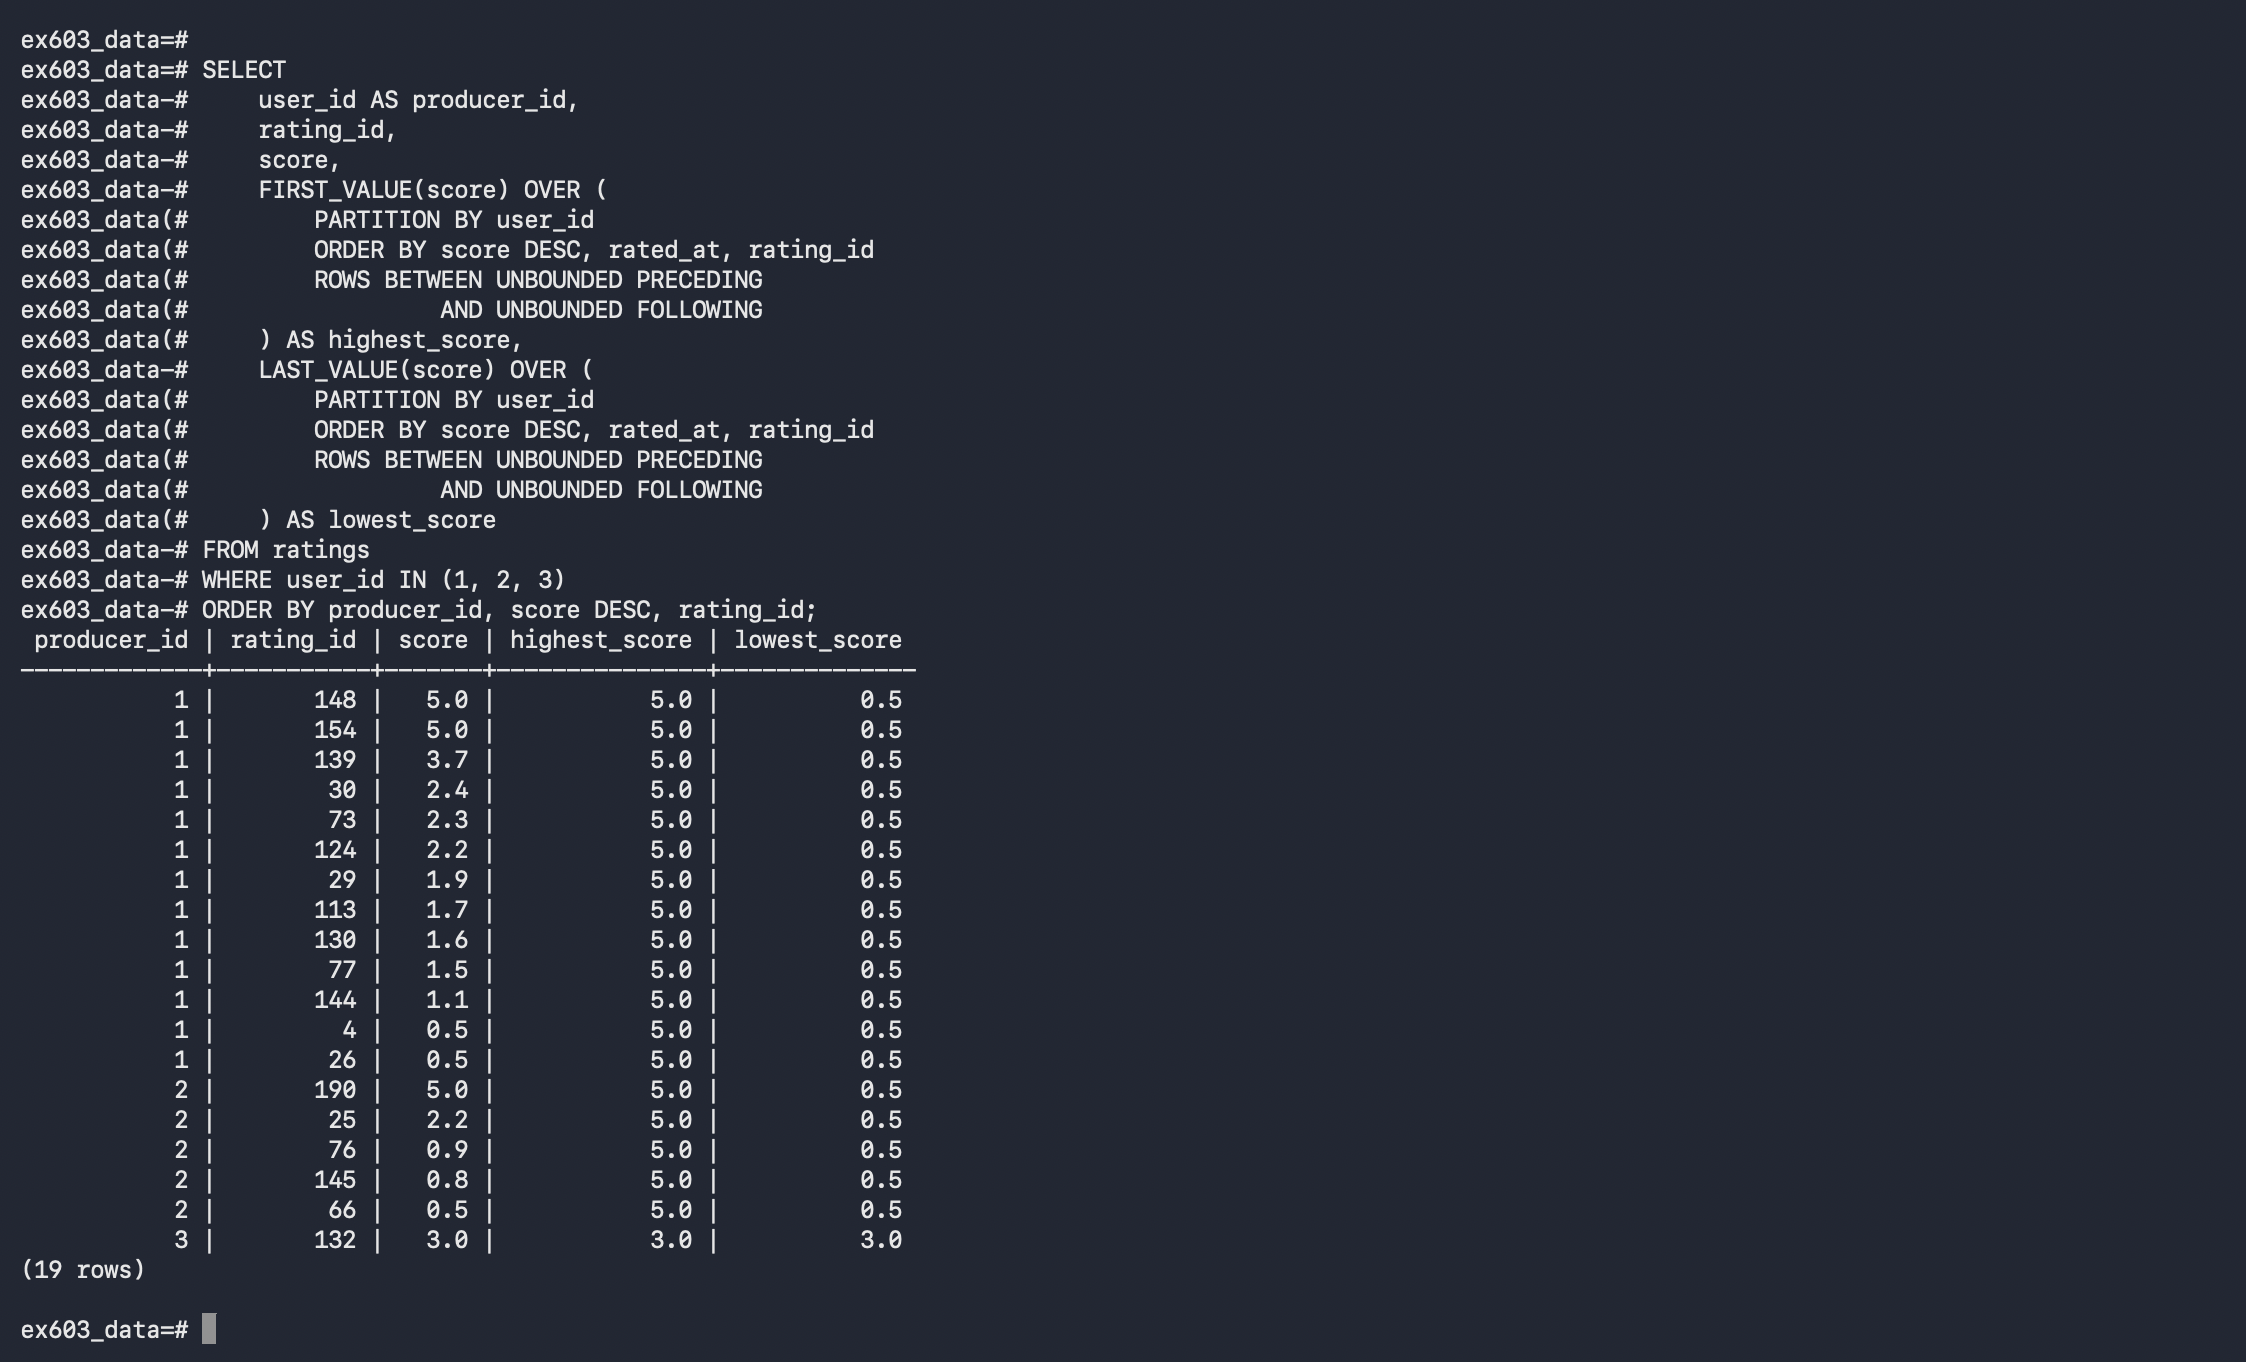 ex603_data=#
ex603_data=# SELECT
ex603_data-#     user_id AS producer_id,
ex603_data-#     rating_id,
ex603_data-#     score,
ex603_data-#     FIRST_VALUE(score) OVER (
ex603_data(#         PARTITION BY user_id
ex603_data(#         ORDER BY score DESC, rated_at, rating_id
ex603_data(#         ROWS BETWEEN UNBOUNDED PRECEDING
ex603_data(#                  AND UNBOUNDED FOLLOWING
ex603_data(#     ) AS highest_score,
ex603_data-#     LAST_VALUE(score) OVER (
ex603_data(#         PARTITION BY user_id
ex603_data(#         ORDER BY score DESC, rated_at, rating_id
ex603_data(#         ROWS BETWEEN UNBOUNDED PRECEDING
ex603_data(#                  AND UNBOUNDED FOLLOWING
ex603_data(#     ) AS lowest_score
ex603_data-# FROM ratings
ex603_data-# WHERE user_id IN (1, 2, 3)
ex603_data-# ORDER BY producer_id, score DESC, rating_id;
 producer_id | rating_id | score | highest_score | lowest_score
-------------+-----------+-------+---------------+--------------
           1 |       148 |   5.0 |           5.0 |          0.5
           1 |       154 |   5.0 |           5.0 |          0.5
           1 |       139 |   3.7 |           5.0 |          0.5
           1 |        30 |   2.4 |           5.0 |          0.5
           1 |        73 |   2.3 |           5.0 |          0.5
           1 |       124 |   2.2 |           5.0 |          0.5
           1 |        29 |   1.9 |           5.0 |          0.5
           1 |       113 |   1.7 |           5.0 |          0.5
           1 |       130 |   1.6 |           5.0 |          0.5
           1 |        77 |   1.5 |           5.0 |          0.5
           1 |       144 |   1.1 |           5.0 |          0.5
           1 |         4 |   0.5 |           5.0 |          0.5
           1 |        26 |   0.5 |           5.0 |          0.5
           2 |       190 |   5.0 |           5.0 |          0.5
           2 |        25 |   2.2 |           5.0 |          0.5
           2 |        76 |   0.9 |           5.0 |          0.5
           2 |       145 |   0.8 |           5.0 |          0.5
           2 |        66 |   0.5 |           5.0 |          0.5
           3 |       132 |   3.0 |           3.0 |          3.0
(19 rows)
ex603_data=#